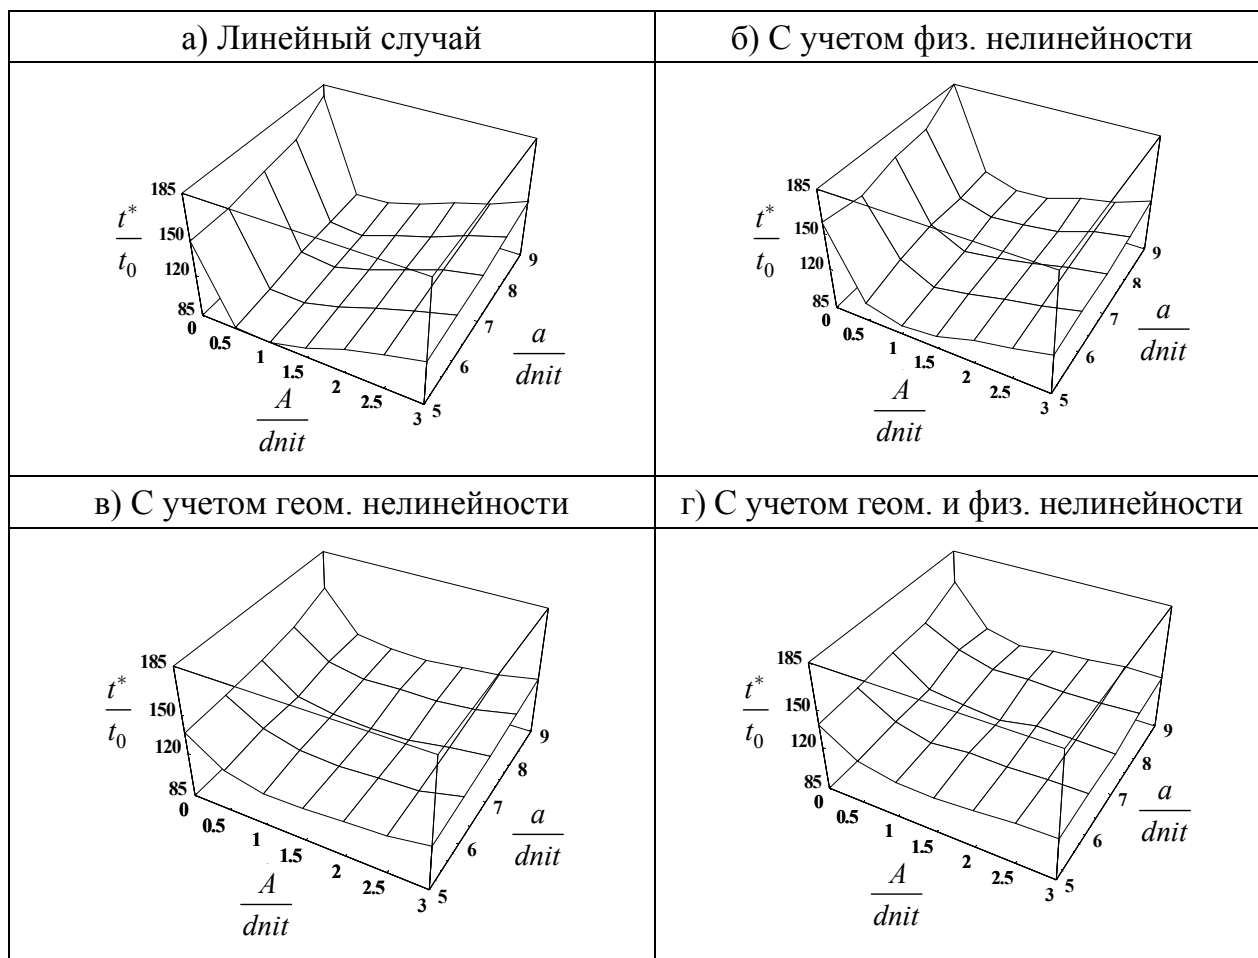 а) Линейный случай
б) С учетом физ. нелинейности
185
150
120
85
t*
t0
0
0.5
1
1.5
2
2.5
3
A
dnit
5
6
7
8
9
a
dnit
185
150
120
85
t*
t0
0
0.5
1
1.5
2
2.5
3
A
dnit
5
6
7
8
9
a
dnit
в) С учетом геом. нелинейности
г) С учетом геом. и физ. нелинейности
185
150
120
85
t*
t0
0
0.5
1
1.5
2
2.5
3
A
dnit
5
6
7
8
9
a
dnit
185
150
120
85
t*
t0
0
0.5
1
1.5
2
2.5
3
A
dnit
5
6
7
8
9
a
dnit